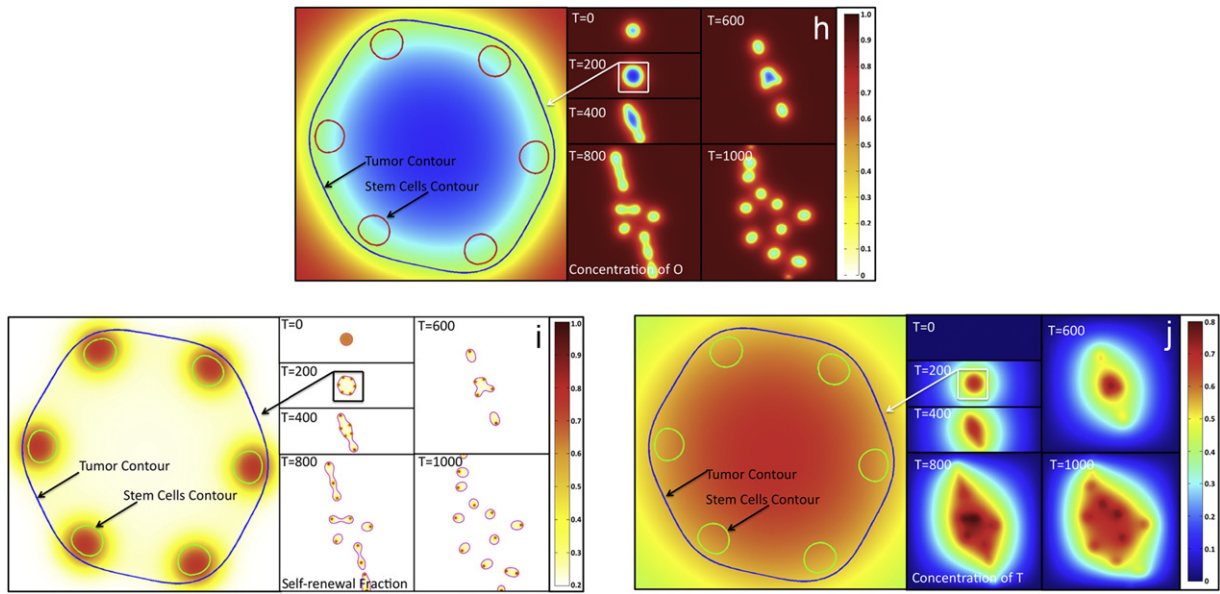 h
T=0
T=600
T=200
T=400
T=800
T=1000
Tumor Contour
Stem Cells Contour
Concentration of O
1.0
0.9
0.8
0.7
0.6
0.5
0.4
0.3
0.2
0.1
0
i
T=0
T=600
T=200
T=400
T=800
T=1000
Tumor Contour
Stem Cells Contour
Self-renewal Fraction
1.0
0.9
0.8
0.7
0.6
0.5
0.4
0.3
0.2
j
T=0
T=600
T=200
T=400
T=800
T=1000
Tumor Contour
Stem Cells Contour
Concentration of T
0.8
0.7
0.6
0.5
0.4
0.3
0.2
0.1
0